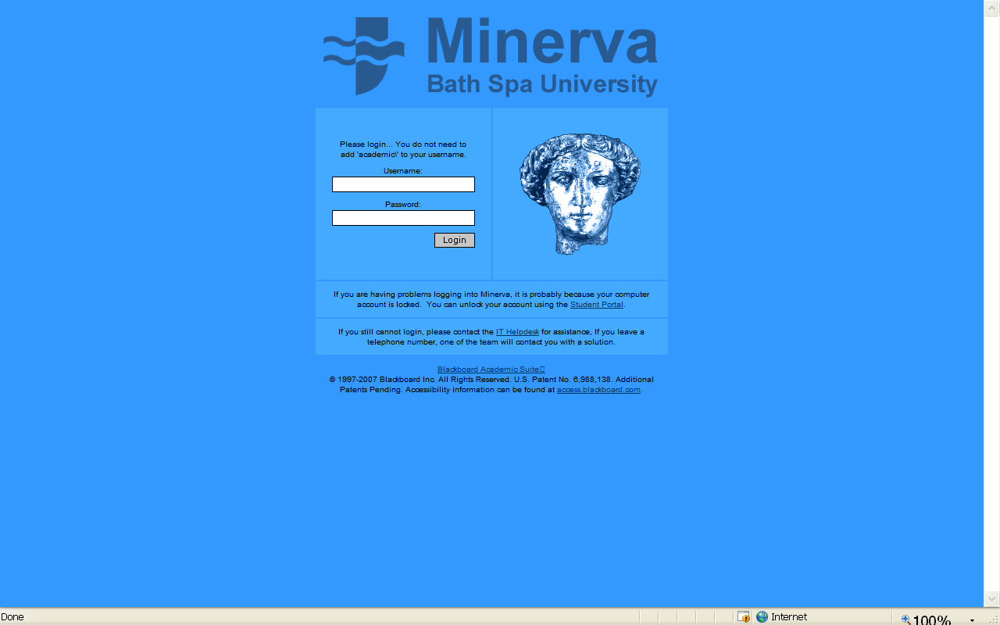 Minerva
Bath Spa University
Please login... You do not need to
add 'academic\' to your username.
Username:
Password:
Login
If you are having problems logging into Minerva, it is probably because your computer
account is locked.  You can unlock your account using the Student Portal.
If you still cannot login, please contact the IT Helpdesk for assistance, If you leave a
telephone number, one of the team will contact you with a solution.
Blackboard Academic Suite
© 1997-2007 Blackboard Inc. All Rights Reserved. U.S. Patent No. 6,988,138. Additional
Patents Pending. Accessibility information can be found at access.blackboard.com.
Done
Internet
100%